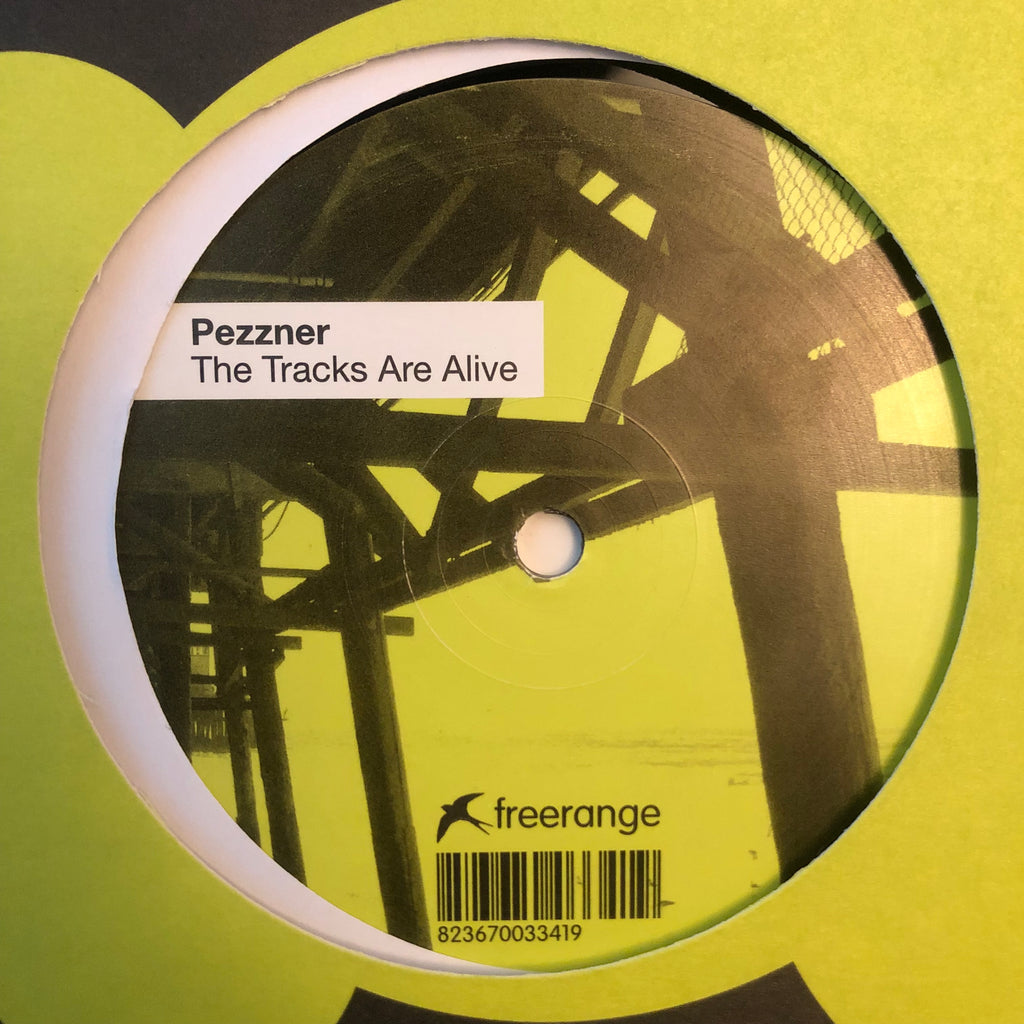 Pezzner
The Tracks Are Alive
freerange
823670033419